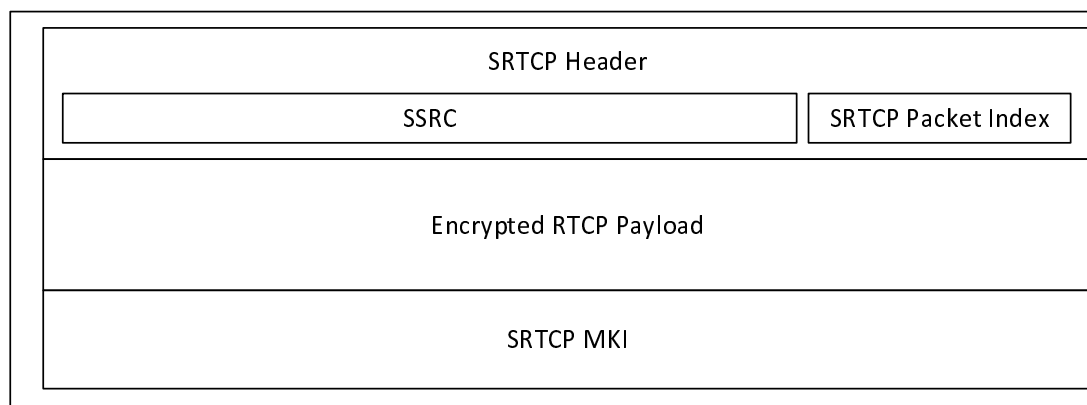 SRTCP Header
SSRC
SRTCP Packet Index
Encrypted RTCP Payload
SRTCP MKI